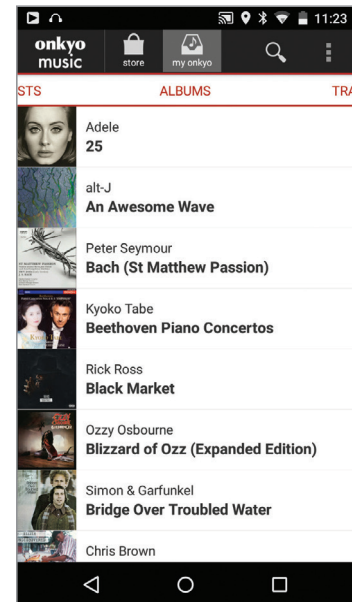 11:23
onkyo
music
store
my onkyo
STS
ALBUMS
TRA
Adele
25
alt-J
An Awesome Wave
Peter Seymour
Bach (St Matthew Passion)
Kyoko Tabe
Beethoven Piano Concertos
Rick Ross
Black Market
Ozzy Osbourne
Blizzard of Ozz (Expanded Edition)
Simon & Garfunkel
Bridge Over Troubled Water
Chris Brown